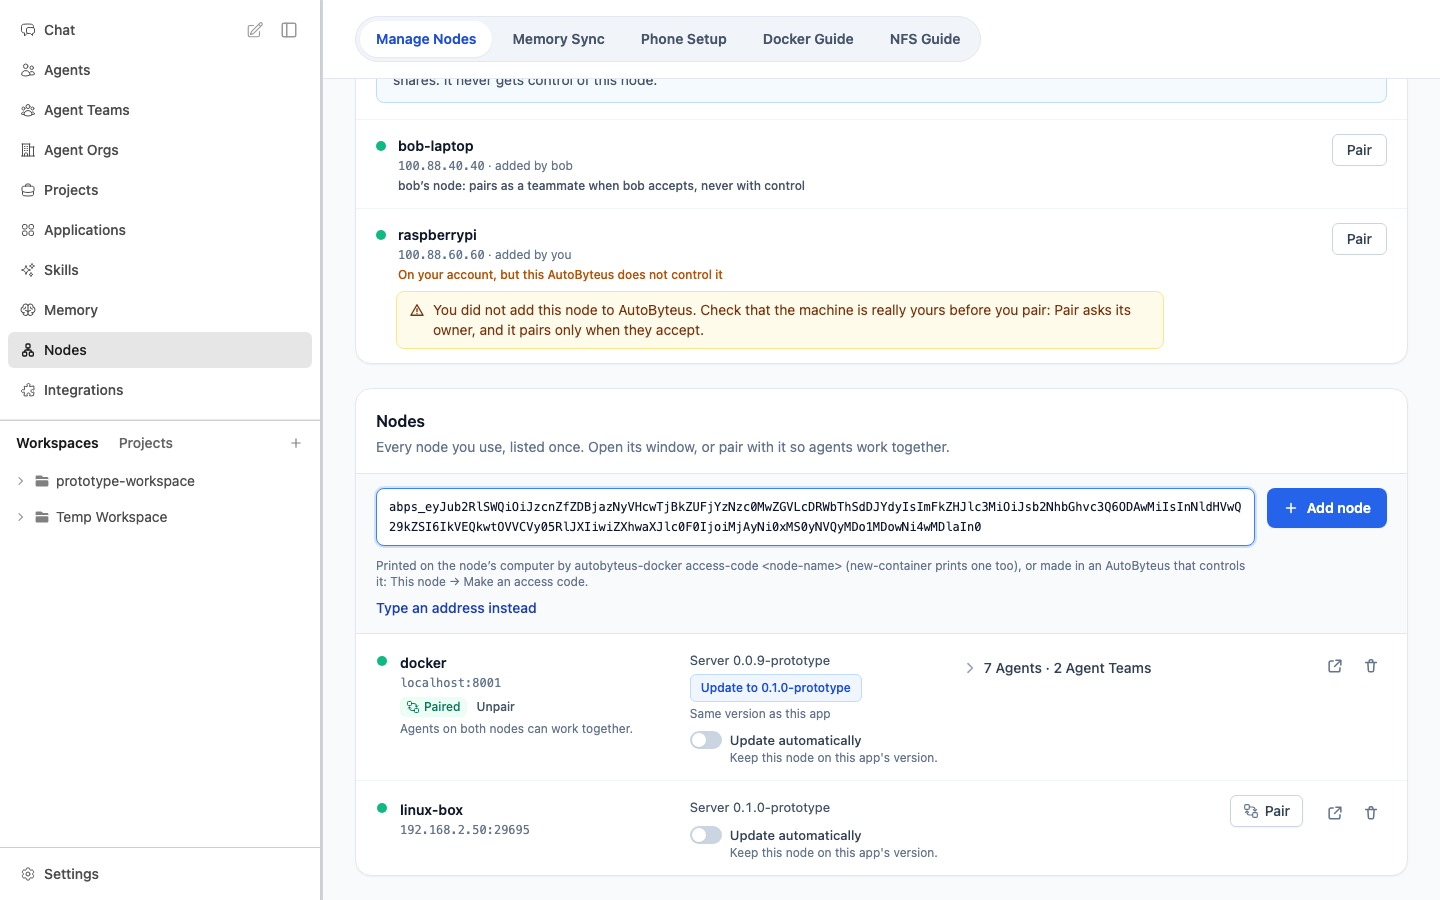 Chat
Agents
Agent Teams
Agent Orgs
Projects
Applications
Skills
Memory
Nodes
Integrations
Workspaces
Projects
prototype-workspace
Temp Workspace
Settings
Manage Nodes
Memory Sync
Phone Setup
Docker Guide
NFS Guide
shares. It never gets control of this node.
bob-laptop
100.88.40.40 · added by bob
bob’s node: pairs as a teammate when bob accepts, never with control
Pair
raspberrypi
100.88.60.60 · added by you
On your account, but this AutoByteus does not control it
Pair
You did not add this node to AutoByteus. Check that the machine is really yours before you pair: Pair asks its
owner, and it pairs only when they accept.
Nodes
Every node you use, listed once. Open its window, or pair with it so agents work together.
abps_eyJub2RlSWQiOiJzcnZfZDBjazNyVHcwTjBkZUFjYzNzc0MwZGVLcDRWbThSdDJYdyIsImFkZHJlc3MiOiJsb2NhbGhvc3Q6ODAwMiIsInNldHVwQ
29kZSI6IkVEQkwtOVVCVy05RlJXIiwiZXhwaXJlc0F0IjoiMjAyNi0xMS0yNVQyMDo1MDowNi4wMDlaIn0
Add node
Printed on the node’s computer by autobyteus-docker access-code <node-name> (new-container prints one too), or made in an AutoByteus that controls
it: This node → Make an access code.
Type an address instead
docker
localhost:8001
Paired
Unpair
Agents on both nodes can work together.
Server 0.0.9-prototype
Update to 0.1.0-prototype
Same version as this app
Update automatically
Keep this node on this app's version.
7 Agents · 2 Agent Teams
linux-box
192.168.2.50:29695
Server 0.1.0-prototype
Update automatically
Keep this node on this app's version.
Pair